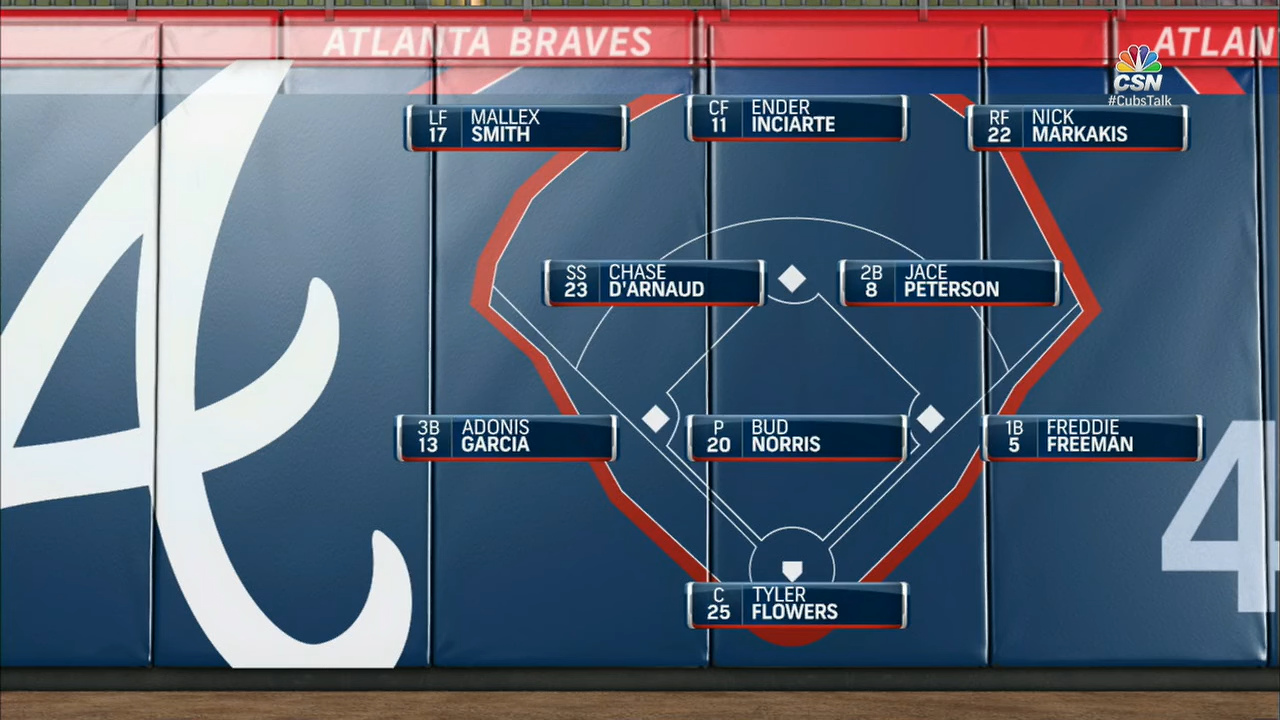 ATLANTA BRAVES
ATLAN
CSN
#CubsTalk
LF MALLEX
17 SMITH
CF ENDER
11 INCIARTE
RF NICK
22 MARKAKIS
SS CHASE
23 D'ARNAUD
2B JACE
8 PETERSON
3B ADONIS
13 GARCIA
P BUD
20 NORRIS
1B FREDDIE
5 FREEMAN
4
C TYLER
25 FLOWERS